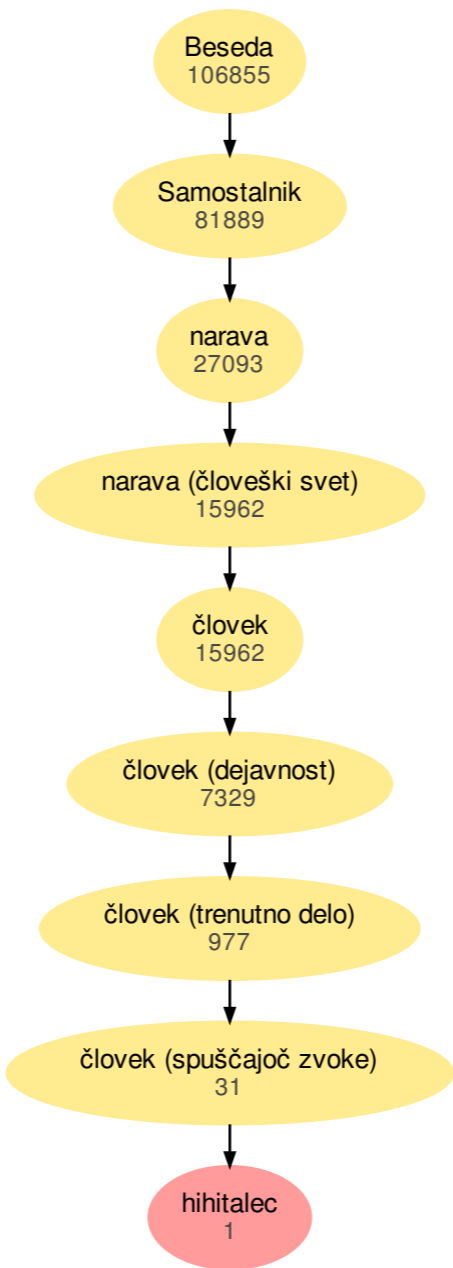 Beseda
106855
Samostalnik
81889
narava
27093
narava (človeški svet)
15962
človek
15962
človek (dejavnost)
7329
človek (trenutno delo)
977
človek (spuščajoč zvoke)
31
hihitalec
1